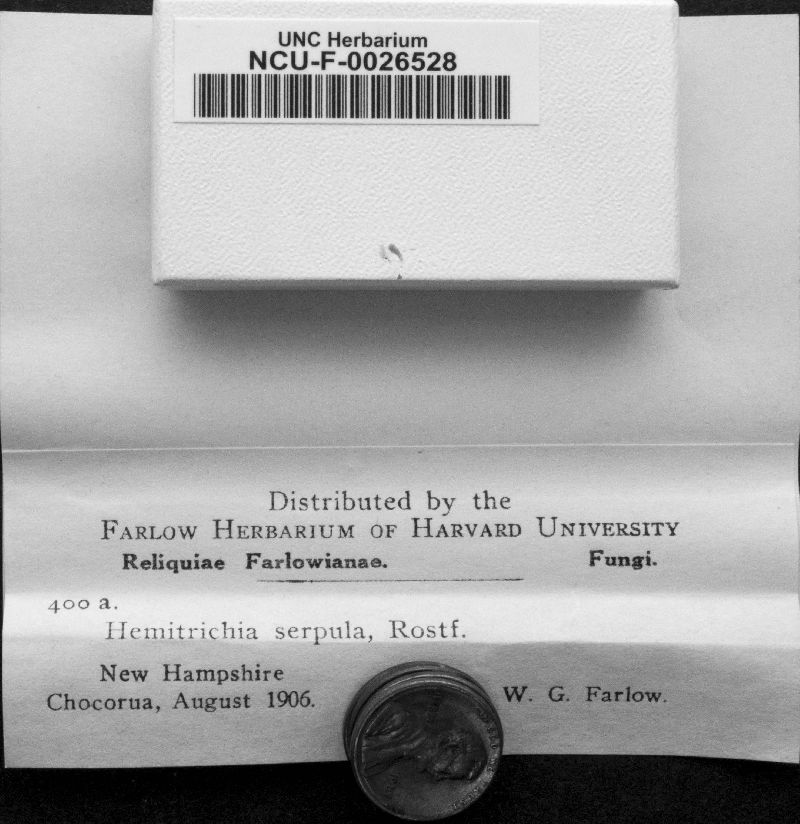 UNC Herbarium
NCU-F-0026528
Distributed by the
FARLOW HERBARIUM OF HARVARD UNIVERSITY
Reliquiae Farlowianae. Fungi.
400 a.
Hemitrichia serpula, Rostf.
New Hampshire
Chocorua, August 1906. W. G. Farlow.